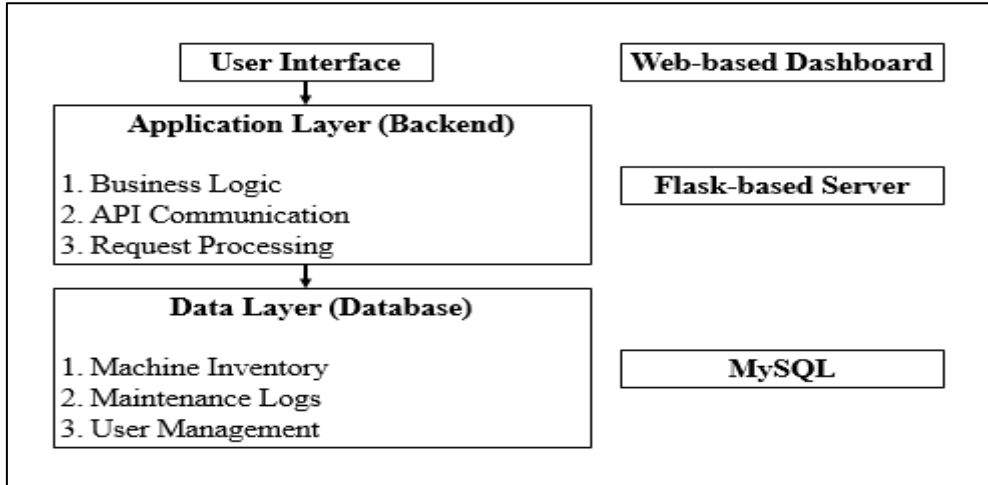 User Interface
Web-based Dashboard
Application Layer (Backend)
1. Business Logic
2. API Communication
3. Request Processing
Flask-based Server
Data Layer (Database)
1. Machine Inventory
2. Maintenance Logs
3. User Management
MySQL